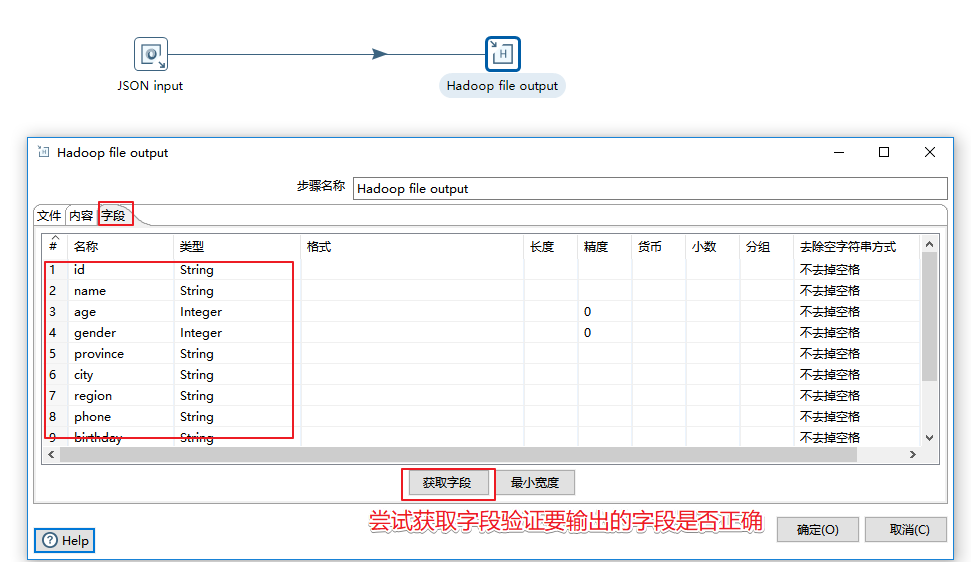 JSON input
Hadoop file output
Hadoop file output
步骤名称 Hadoop file output
文件 内容 字段
# 名称 类型 格式 长度 精度 货币 小数 分组 去除空字符串方式
1 id String 不去掉空格
2 name String 不去掉空格
3 age Integer 0 不去掉空格
4 gender Integer 0 不去掉空格
5 province String 不去掉空格
6 city String 不去掉空格
7 region String 不去掉空格
8 phone String 不去掉空格
9 birthday String 不去掉空格
获取字段 最小宽度
尝试获取字段验证要输出的字段是否正确
Help 确定(O) 取消(C)